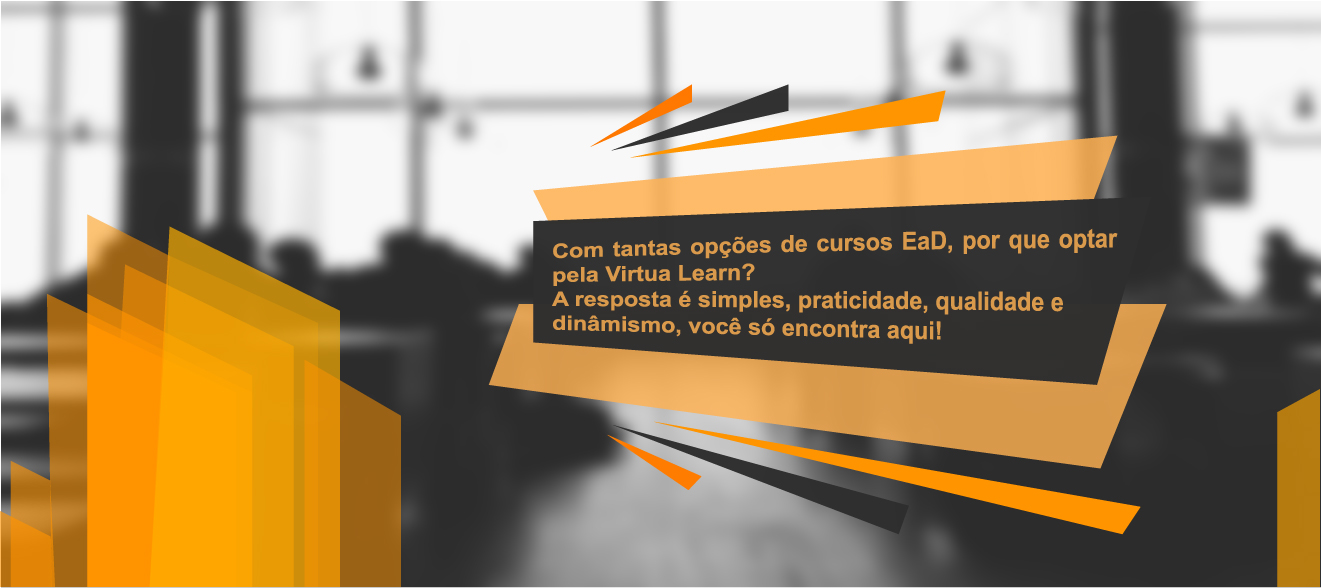 Com tantas opções de cursos EaD, por que optar
pela Virtua Learn?
A resposta é simples, praticidade, qualidade e
dinâmismo, você só encontra aqui!